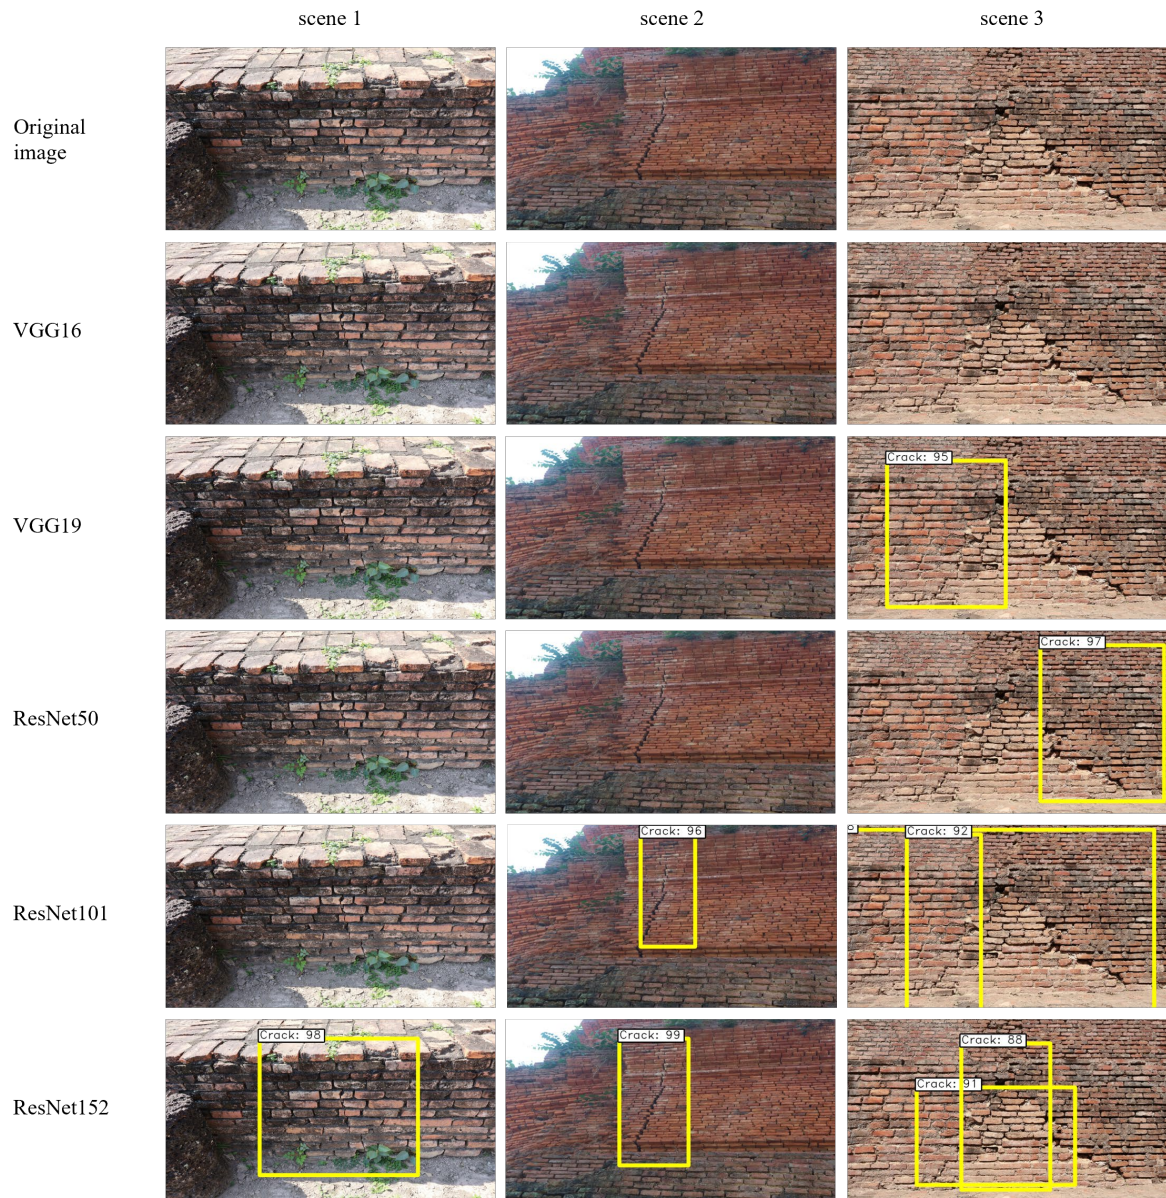 scene 1
scene 2
scene 3
Original
image
VGG16
VGG19
Crack: 95
ResNet50
Crack: 97
ResNet101
Crack: 96
Crack: 92
ResNet152
Crack: 98
Crack: 99
Crack: 88
Crack: 91